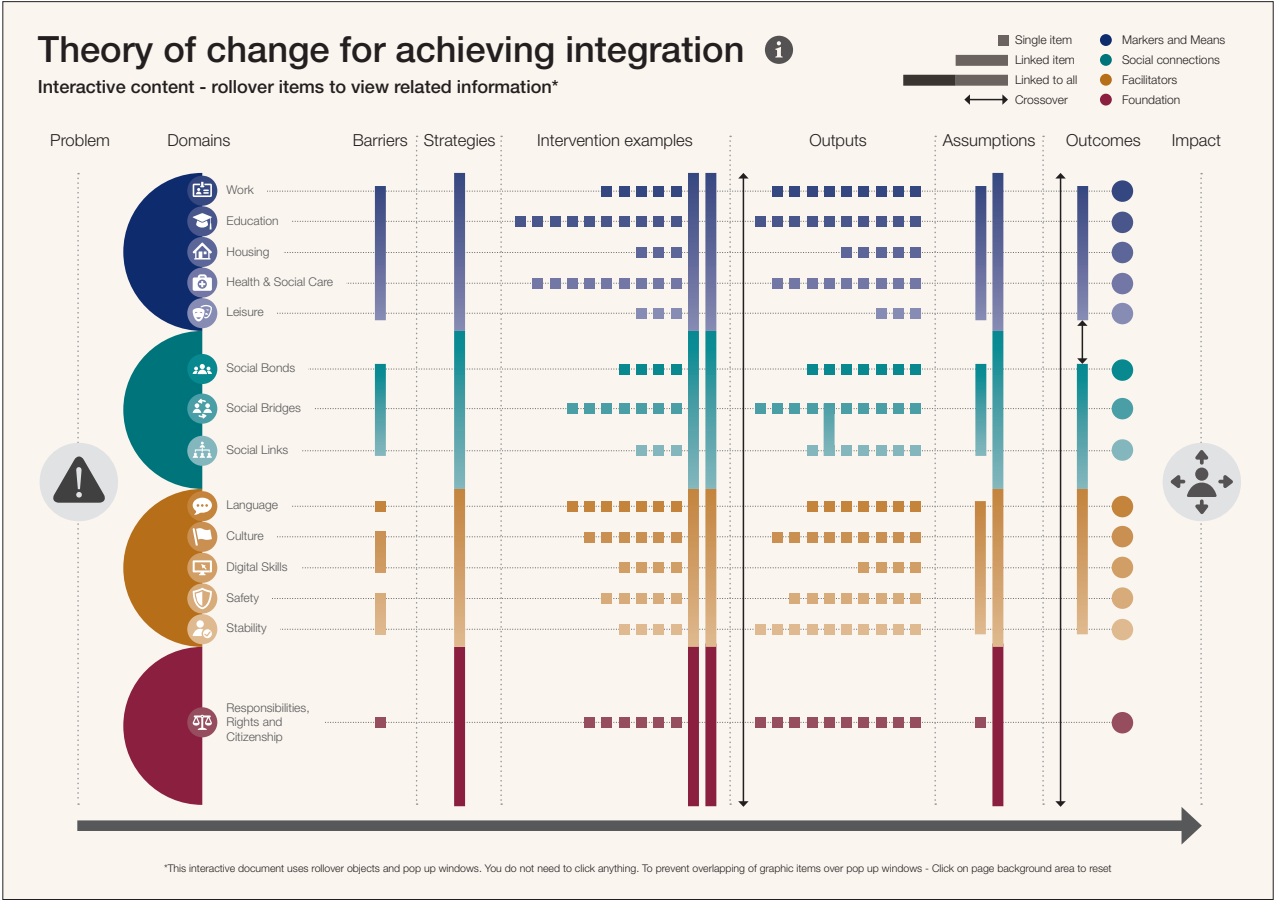 Theory of change for achieving integration i
Interactive content - rollover items to view related information*
Single item
Linked item
Linked to all
Crossover
Markers and Means
Social connections
Facilitators
Foundation
Problem Domains Barriers Strategies Intervention examples Outputs Assumptions Outcomes Impact
Work
Education
Housing
Health & Social Care
Leisure
Social Bonds
Social Bridges
Social Links
Language
Culture
Digital Skills
Safety
Stability
Responsibilities,
Rights and
Citizenship
*This interactive document uses rollover objects and pop up windows. You do not need to click anything. To prevent overlapping of graphic items over pop up windows - Click on page background area to reset